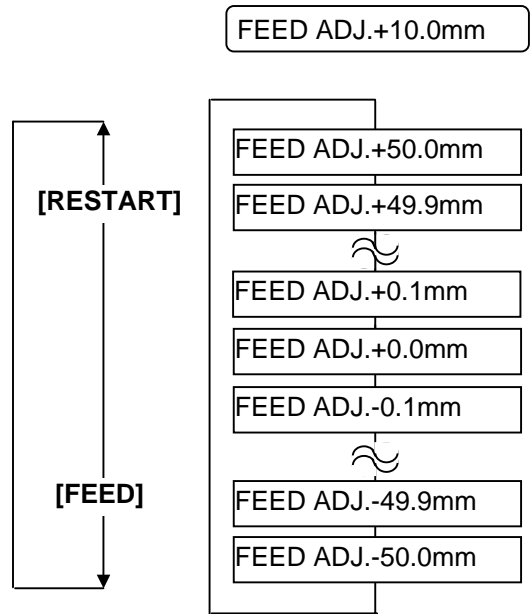 FEED ADJ.+10.0mm
FEED ADJ.+50.0mm
[RESTART]
FEED ADJ.+49.9mm
FEED ADJ.+0.1mm
FEED ADJ.+0.0mm
FEED ADJ.-0.1mm
[FEED]
FEED ADJ.-49.9mm
FEED ADJ.-50.0mm